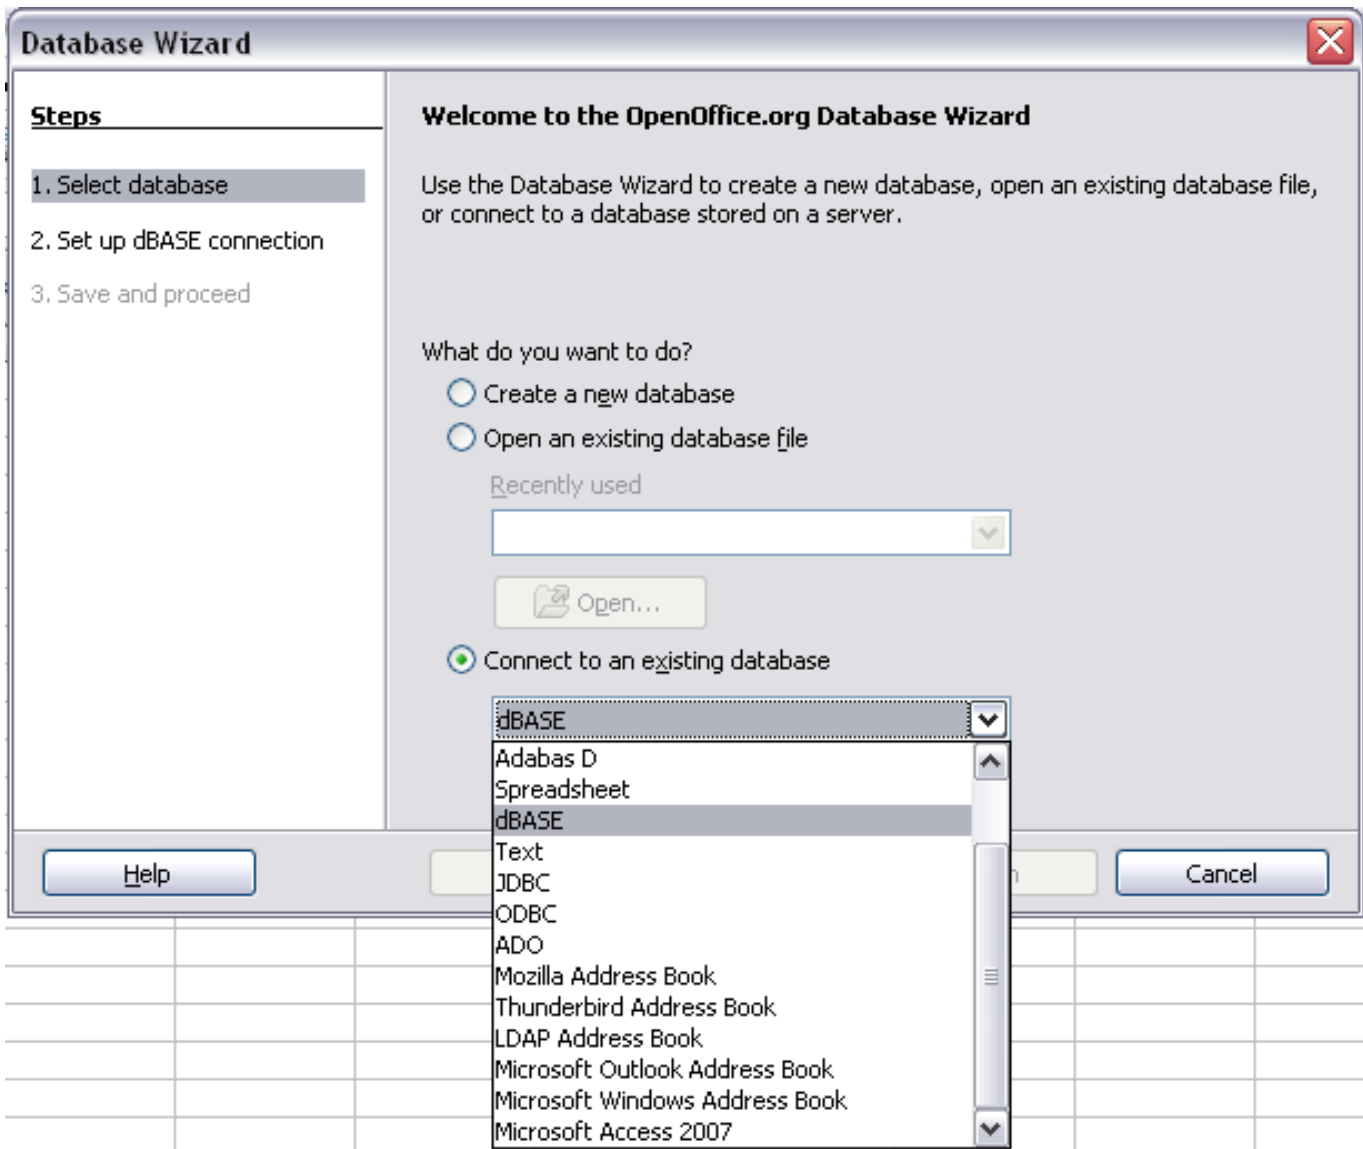 Database Wizard
Steps
1. Select database
2. Set up dBASE connection
3. Save and proceed
Welcome to the OpenOffice.org Database Wizard
Use the Database Wizard to create a new database, open an existing database file,
or connect to a database stored on a server.
What do you want to do?
Create a new database
Open an existing database file
Recently used
Open...
Connect to an existing database
dBASE
Adabas D
Spreadsheet
dBASE
Text
JDBC
ODBC
ADO
Mozilla Address Book
Thunderbird Address Book
LDAP Address Book
Microsoft Outlook Address Book
Microsoft Windows Address Book
Microsoft Access 2007
Help
Cancel